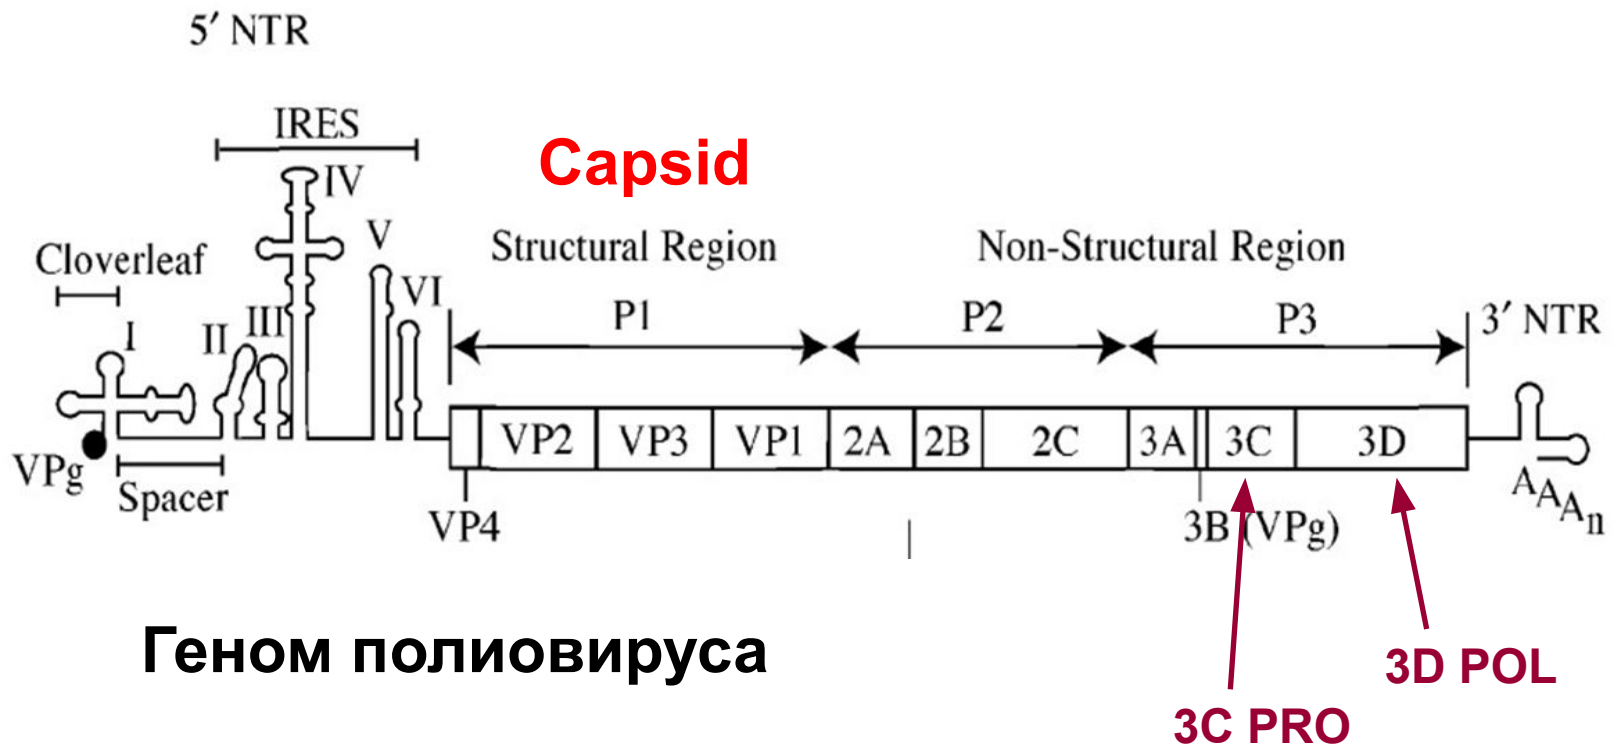 5′ NTR
IRES
Capsid
IV
V
Structural Region
Non-Structural Region
Cloverleaf
VI
I
II
III
P1
P2
P3
3′ NTR
VPg
Spacer
VP2
VP3
VP1
2A
2B
2C
3A
3C
3D
VP4
3B (VPg)
AAAn
Геном полиовируса
3D POL
3C PRO